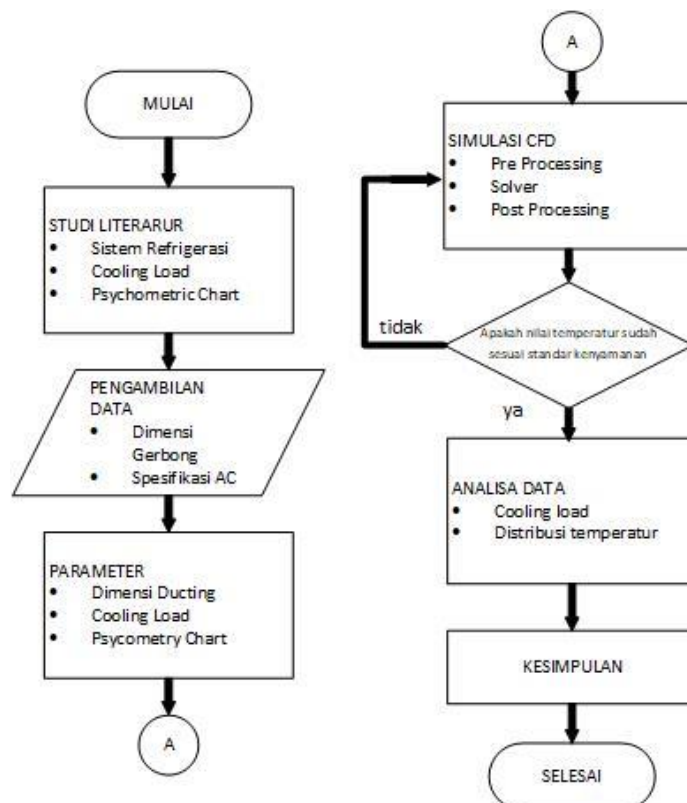 MULAI
STUDI LITERARUR
• Sistem Refrigerasi
• Cooling Load
• Psychometric Chart
PENGAMBILAN
DATA
• Dimensi
Gerbong
• Spesifikasi AC
PARAMETER
• Dimensi Ducting
• Cooling Load
• Psycometry Chart
A
A
SIMULASI CFD
• Pre Processing
• Solver
• Post Processing
Apakah nilai temperatur sudah
sesuai standar kenyamanan
tidak
ya
ANALISA DATA
• Cooling load
• Distribusi temperatur
KESIMPULAN
SELESAI